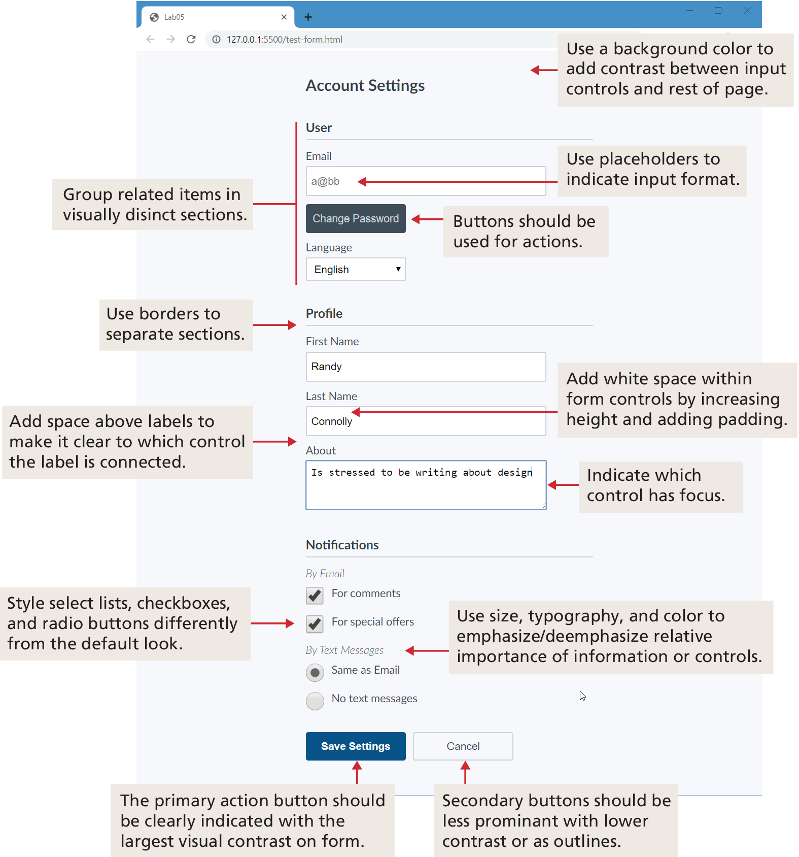 Lab05
127.0.0.1:5500/test-form.html
Use a background color to
add contrast between input
controls and rest of page.
Account Settings
User
Email
a@bb
Use placeholders to
indicate input format.
Group related items in
visually disinct sections.
Change Password
Buttons should be
used for actions.
Language
English
Use borders to
separate sections.
Profile
First Name
Randy
Last Name
Connolly
Add white space within
form controls by increasing
height and adding padding.
Add space above labels to
make it clear to which control
the label is connected.
About
Is stressed to be writing about design
Indicate which
control has focus.
Notifications
By Email
For comments
For special offers
Style select lists, checkboxes,
and radio buttons differently
from the default look.
Use size, typography, and color to
emphasize/deemphasize relative
importance of information or controls.
By Text Messages
Same as Email
No text messages
Save Settings
Cancel
The primary action button should
be clearly indicated with the
largest visual contrast on form.
Secondary buttons should be
less prominant with lower
contrast or as outlines.